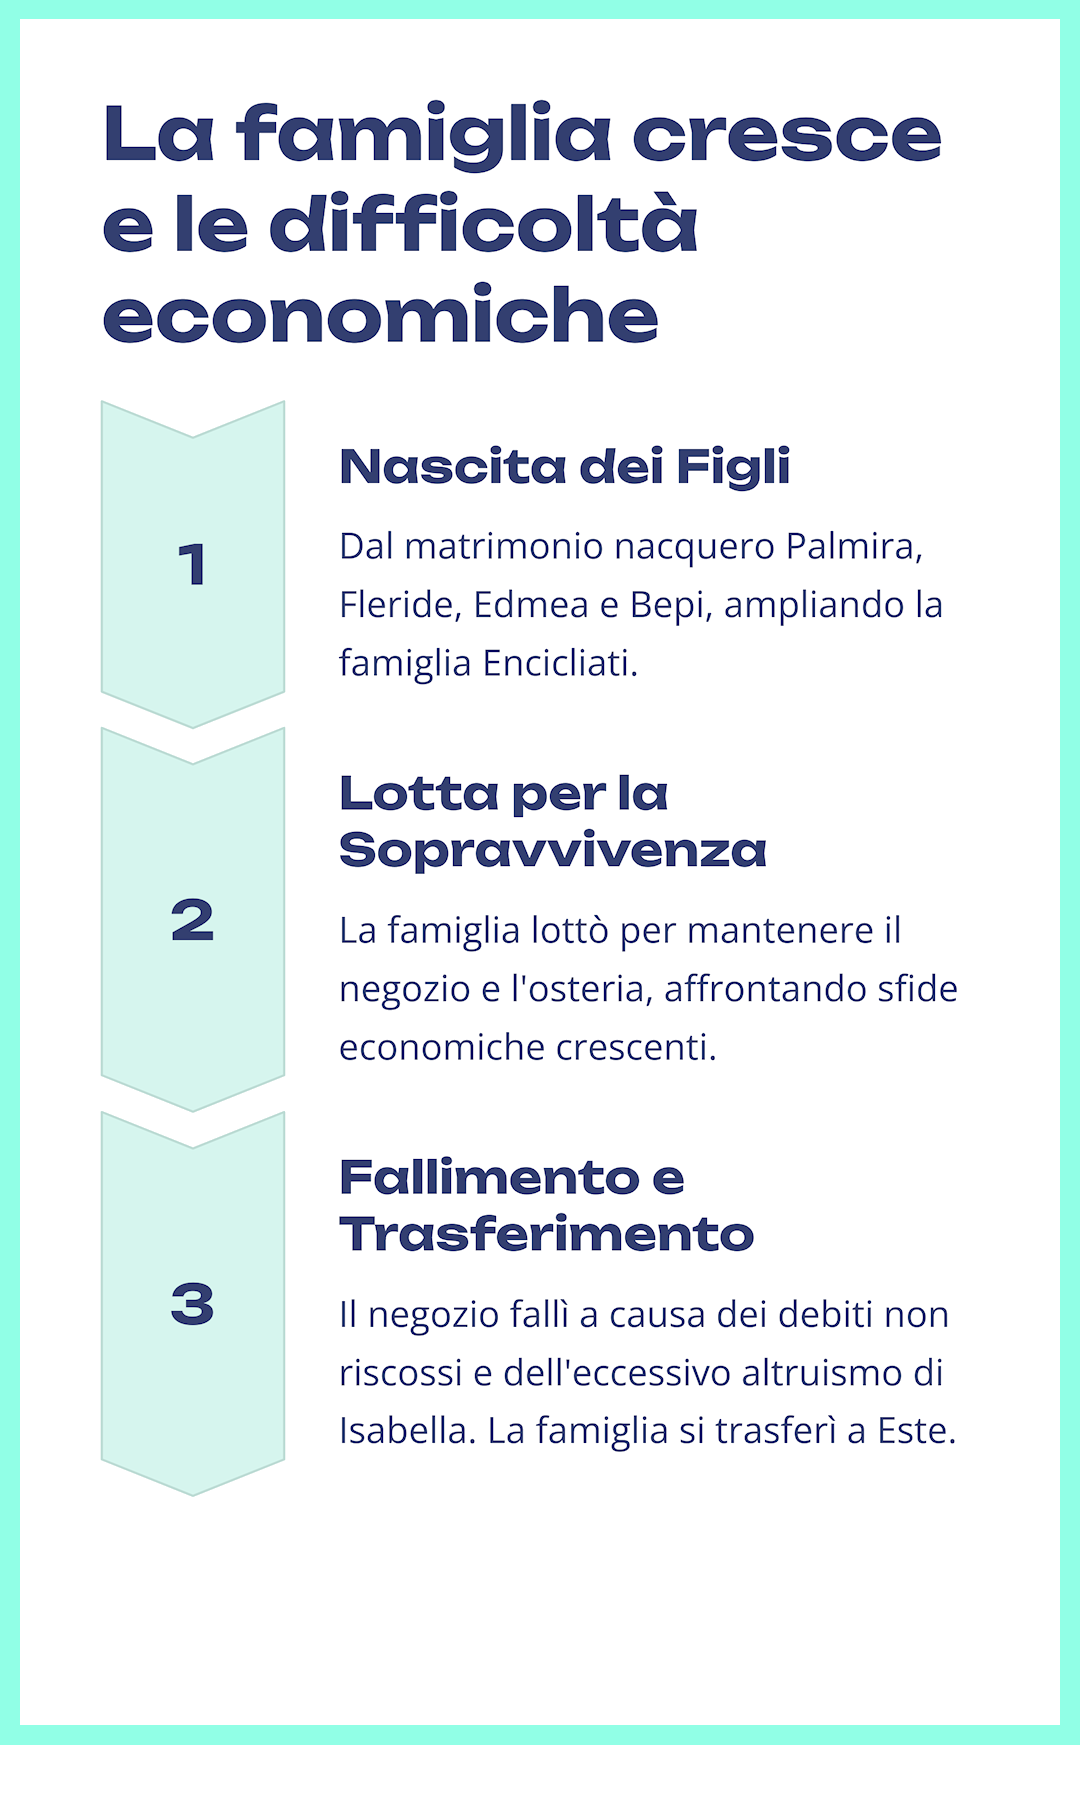 La famiglia cresce
e le difficoltà
economiche
1
Nascita dei Figli
Dal matrimonio nacquero Palmira,
Fleride, Edmea e Bepi, ampliando la
famiglia Encicliati.
2
Lotta per la
Sopravvivenza
La famiglia lottò per mantenere il
negozio e l'osteria, affrontando sfide
economiche crescenti.
3
Fallimento e
Trasferimento
Il negozio fallì a causa dei debiti non
riscossi e dell'eccessivo altruismo di
Isabella. La famiglia si trasferì a Este.